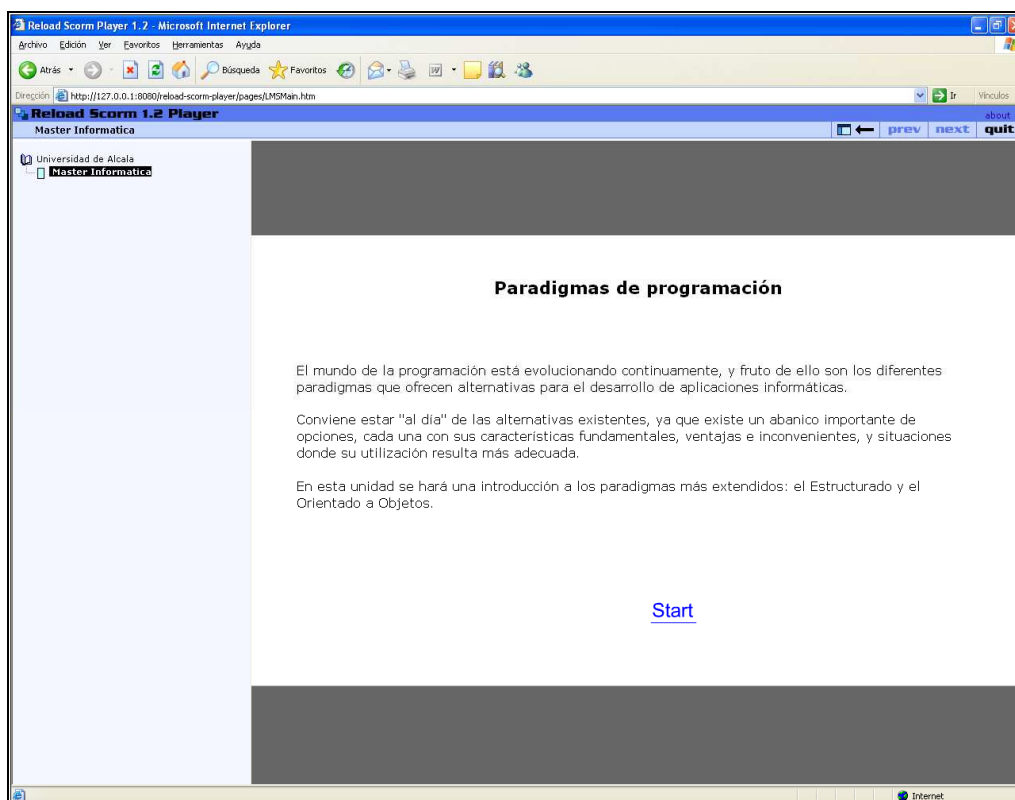 Reload Scorm Player 1.2 - Microsoft Internet Explorer
Archivo Edición Ver Favoritos Herramientas Ayuda
Atrás Búsqueda Favoritos
Dirección http://127.0.0.1:8080/reload-scorm-player/pages/LMSMain.htm Ir Vínculos
Reload Scorm 1.2 Player about
Master Informatica prev next quit
Universidad de Alcala
Master Informatica
Paradigmas de programación
El mundo de la programación está evolucionando continuamente, y fruto de ello son los diferentes
paradigmas que ofrecen alternativas para el desarrollo de aplicaciones informáticas.
Conviene estar "al día" de las alternativas existentes, ya que existe un abanico importante de
opciones, cada una con sus características fundamentales, ventajas e inconvenientes, y situaciones
donde su utilización resulta más adecuada.
En esta unidad se hará una introducción a los paradigmas más extendidos: el Estructurado y el
Orientado a Objetos.
Start
Internet